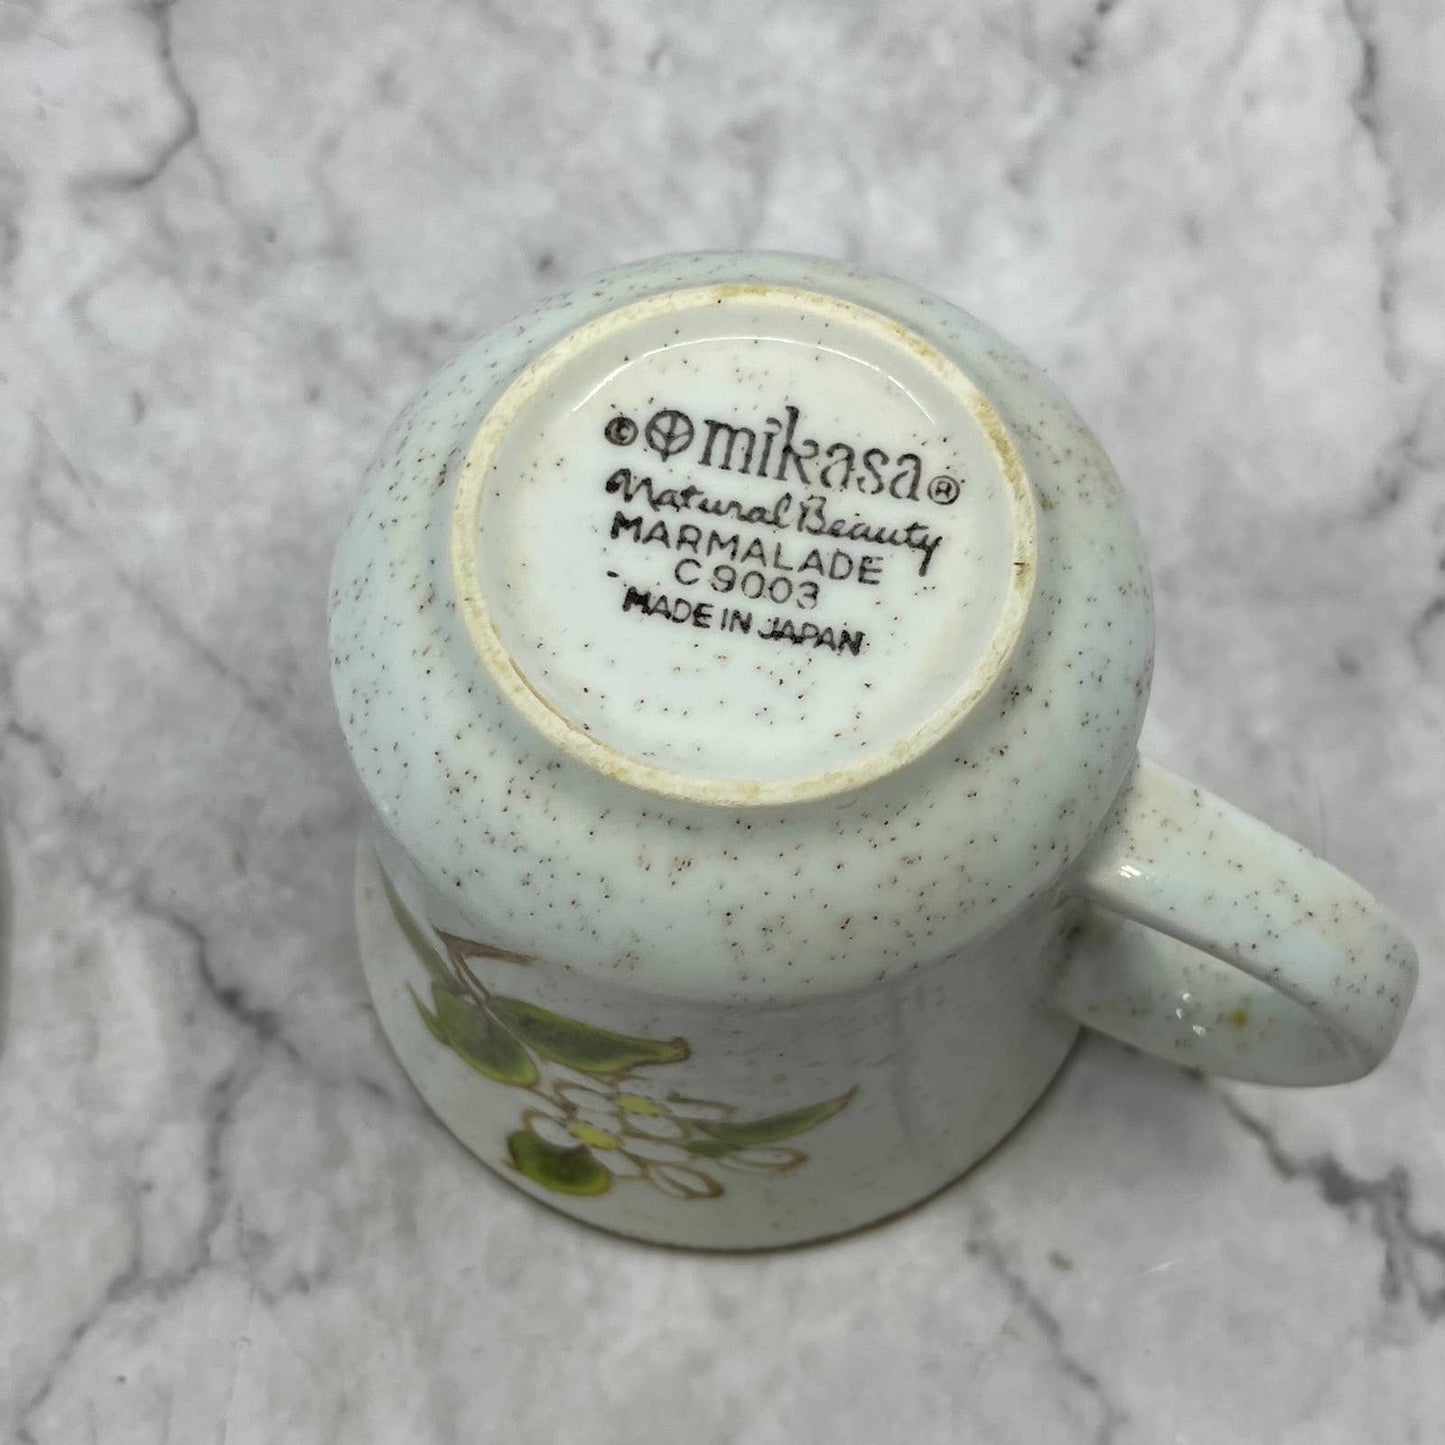 © mikasa ®
Natural Beauty
MARMALADE
C9003
MADE IN JAPAN